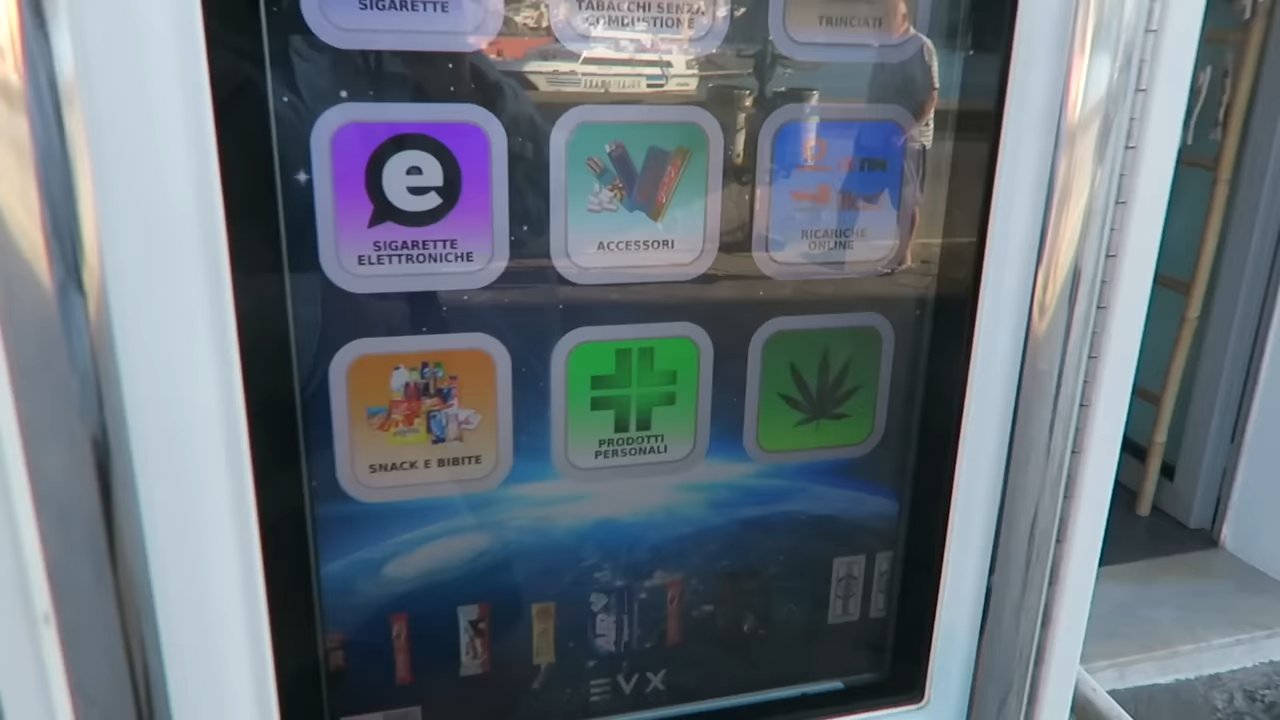 SIGARETTE
TABACCHI SENZA
COMBUSTIONE
TRINCIATI
e
SIGARETTE
ELETTRONICHE
ACCESSORI
RICARICHE
ONLINE
SNACK E BIBITE
PRODOTTI
PERSONALI
EVX